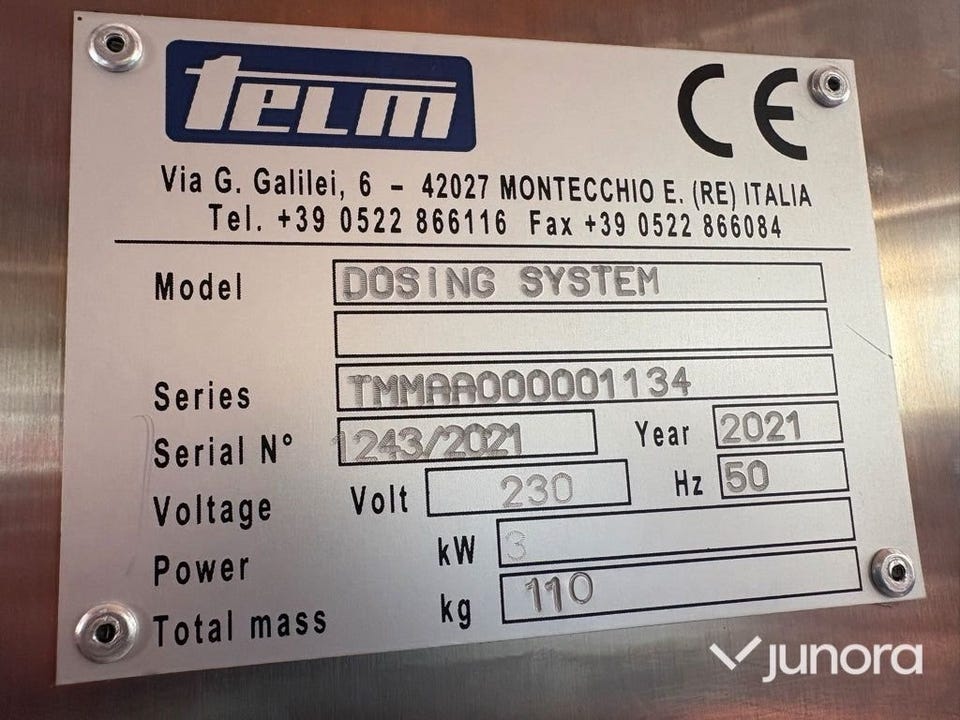 telm CE
Via G. Galilei, 6 - 42027 MONTECCHIO E. (RE) ITALIA
Tel. +39 0522 866116 Fax +39 0522 866084
Model DOSING SYSTEM
Series TMMAA000001134
Serial N° 1243/2021 Year 2021
Voltage Volt 230 Hz 50
Power kW 3
Total mass kg 110
junora